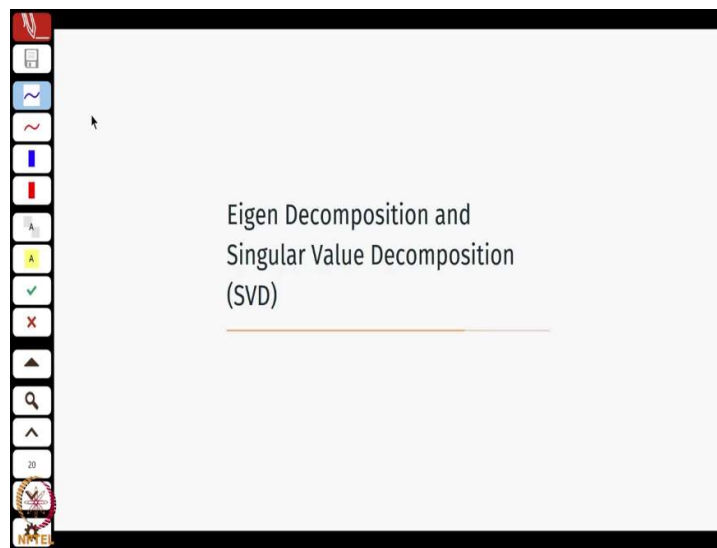 A
A
20
NPTEL
Eigen Decomposition and
Singular Value Decomposition
(SVD)